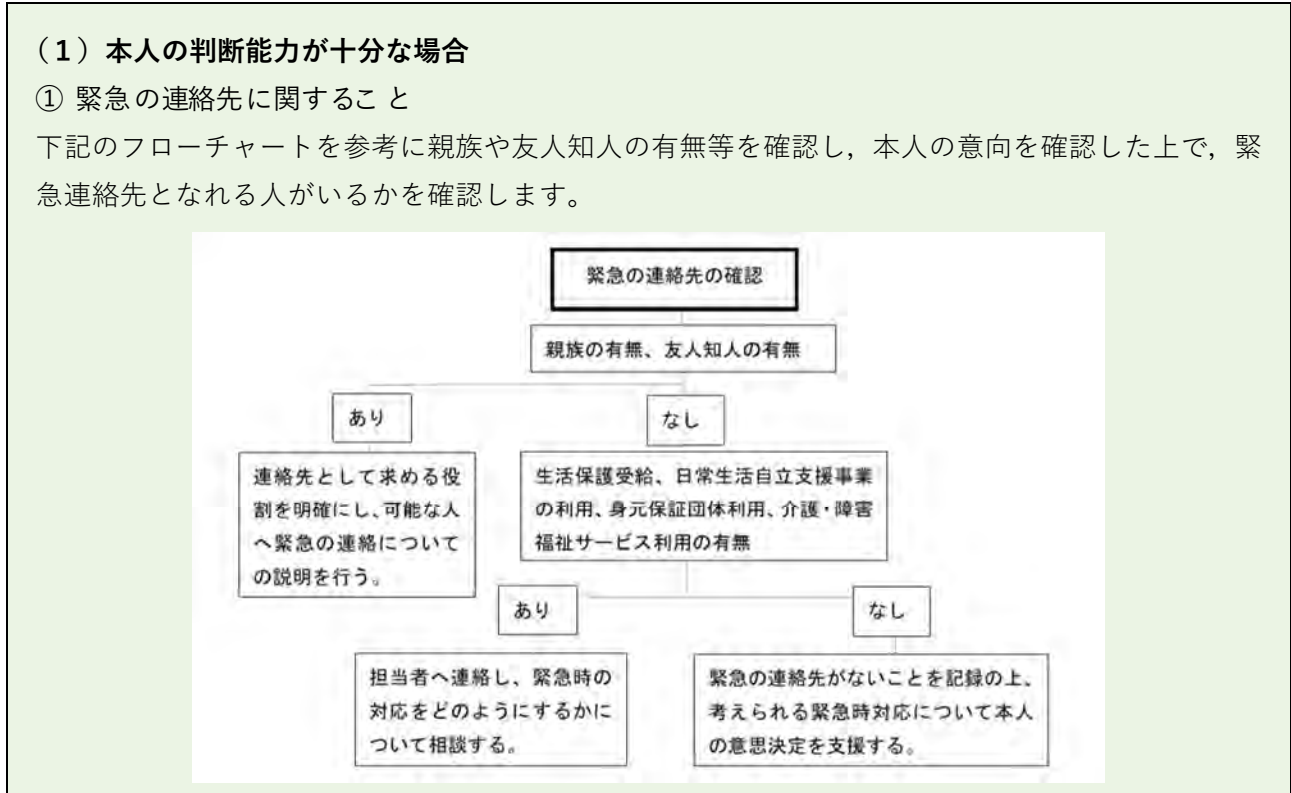 （１）本人の判断能力が十分な場合
① 緊急の連絡先に関すること
下記のフローチャートを参考に親族や友人知人の有無等を確認し，本人の意向を確認した上で，緊
急連絡先となれる人がいるかを確認します。
緊急の連絡先の確認
親族の有無、友人知人の有無
あり
なし
連絡先として求める役
割を明確にし、可能な人
へ緊急の連絡について
の説明を行う。
生活保護受給、日常生活自立支援事業
の利用、身元保証団体利用、介護・障害
福祉サービス利用の有無
あり
なし
担当者へ連絡し、緊急時の
対応をどのようにするかに
ついて相談する。
緊急の連絡先がないことを記録の上、
考えられる緊急時対応について本人
の意思決定を支援する。